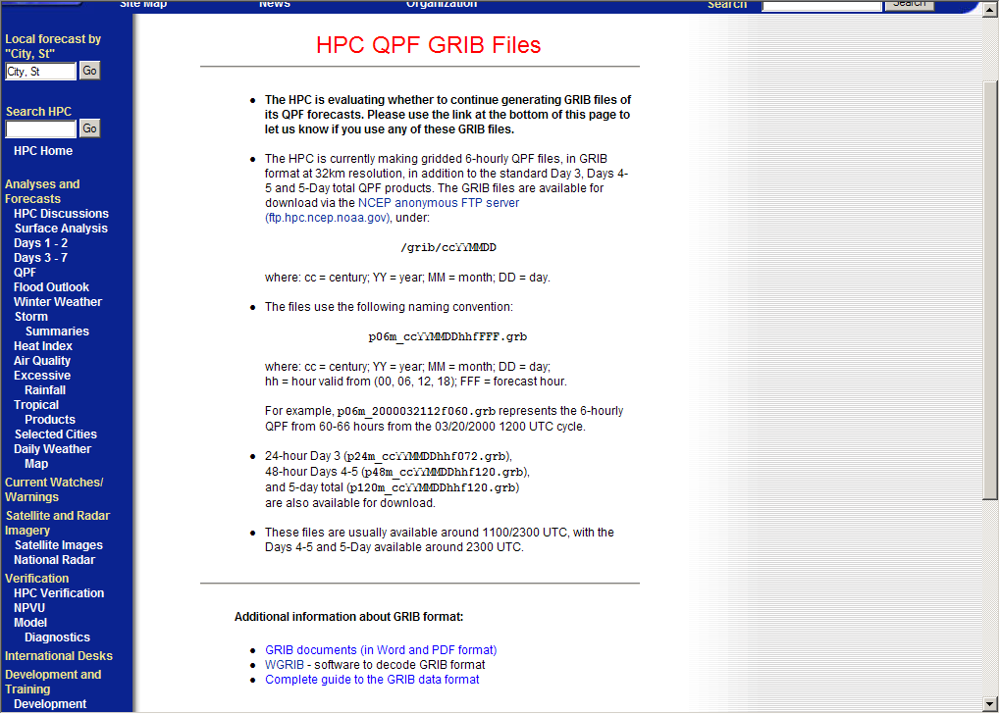 Site Map News Organization Search Search
Local forecast by
"City, St"
City, St Go
Search HPC
Go
HPC Home
Analyses and
Forecasts
HPC Discussions
Surface Analysis
Days 1 - 2
Days 3 - 7
QPF
Flood Outlook
Winter Weather
Storm
Summaries
Heat Index
Air Quality
Excessive
Rainfall
Tropical
Products
Selected Cities
Daily Weather
Map
Current Watches/
Warnings
Satellite and Radar
Imagery
Satellite Images
National Radar
Verification
HPC Verification
NPVU
Model
Diagnostics
International Desks
Development and
Training
Development
HPC QPF GRIB Files
• The HPC is evaluating whether to continue generating GRIB files of
its QPF forecasts. Please use the link at the bottom of this page to
let us know if you use any of these GRIB files.
• The HPC is currently making gridded 6-hourly QPF files, in GRIB
format at 32km resolution, in addition to the standard Day 3, Days 4-
5 and 5-Day total QPF products. The GRIB files are available for
download via the NCEP anonymous FTP server
(ftp.hpc.ncep.noaa.gov), under:
/grib/ccYYMMDD
where: cc = century; YY = year; MM = month; DD = day.
• The files use the following naming convention:
p06m_ccYYMMDDhhfFFF.grb
where: cc = century; YY = year; MM = month; DD = day;
hh = hour valid from (00, 06, 12, 18); FFF = forecast hour.
For example, p06m_2000032112f060.grb represents the 6-hourly
QPF from 60-66 hours from the 03/20/2000 1200 UTC cycle.
• 24-hour Day 3 (p24m_ccYYMMDDhhf072.grb),
48-hour Days 4-5 (p48m_ccYYMMDDhhf120.grb),
and 5-day total (p120m_ccYYMMDDhhf120.grb)
are also available for download.
• These files are usually available around 1100/2300 UTC, with the
Days 4-5 and 5-Day available around 2300 UTC.
Additional information about GRIB format:
• GRIB documents (in Word and PDF format)
• WGRIB - software to decode GRIB format
• Complete guide to the GRIB data format